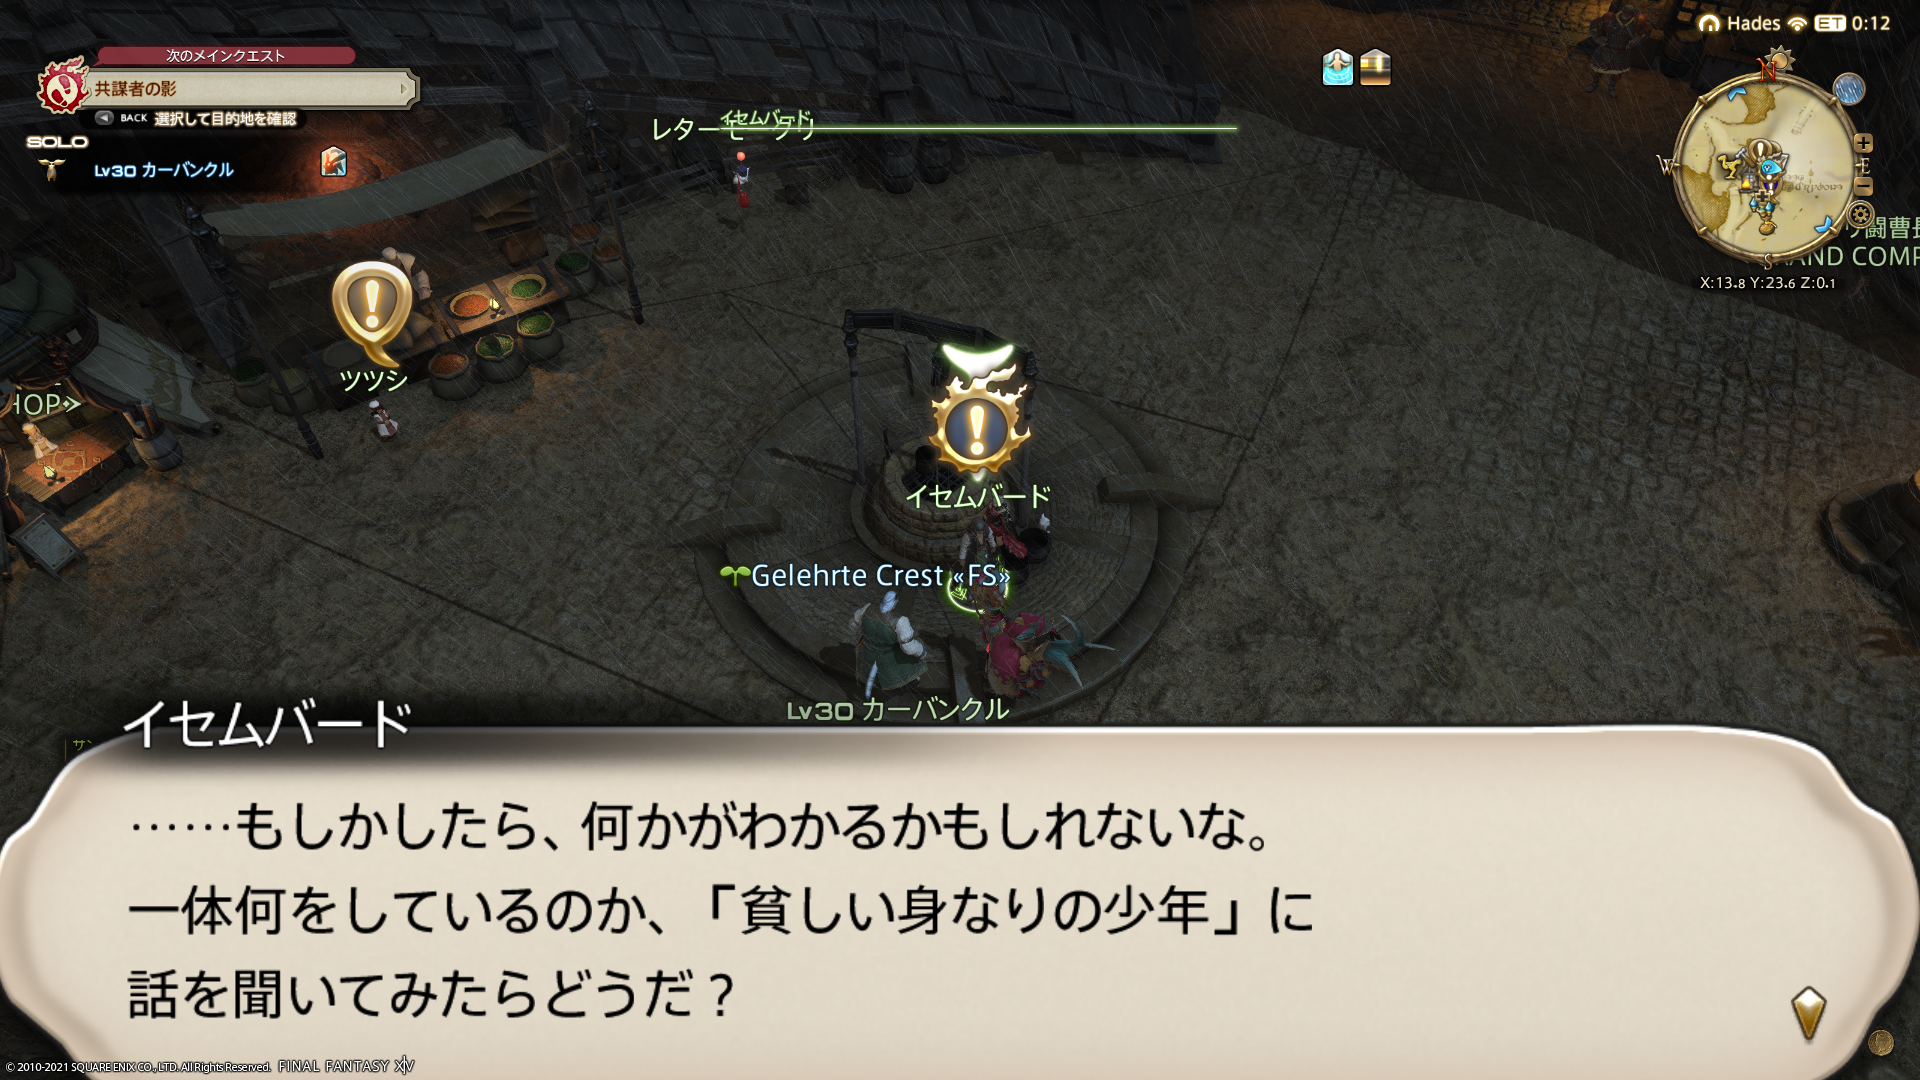 Hades ET 0:12
次のメインクエスト
共謀者の影
BACK 選択して目的地を確認
SOLO
Lv30 カーバンクル
イセムバード
レターモーグリ
N
W
E
S
闘曹長
AND COMP
X:13.8 Y:23.6 Z:0.1
ツツシ
HOP
イセムバード
Gelehrte Crest «FS»
Lv30 カーバンクル
イセムバード
……もしかしたら、何かがわかるかもしれないな。
一体何をしているのか、「貧しい身なりの少年」に
話を聞いてみたらどうだ？
© 2010-2021 SQUARE ENIX CO., LTD. All Rights Reserved. FINAL FANTASY XIV